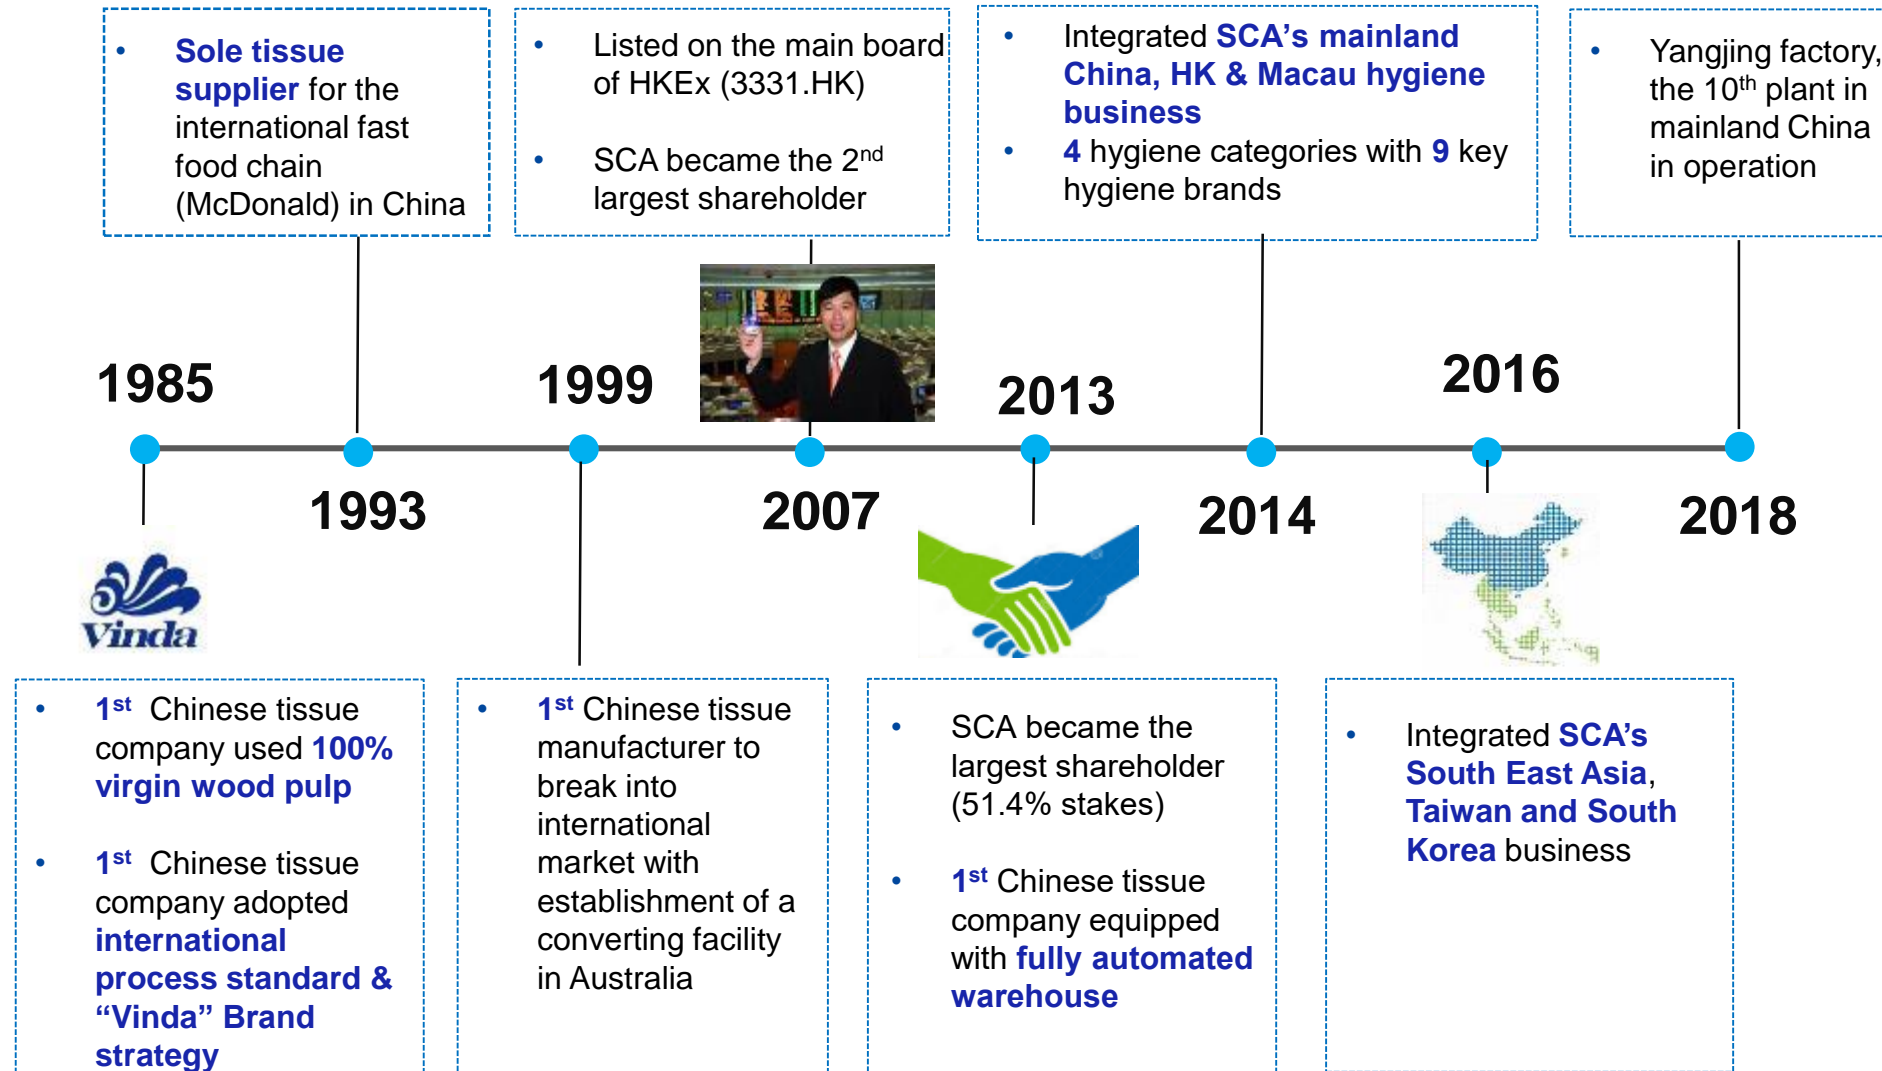 Sole tissue
supplier for the
international fast
food chain
(McDonald) in China
Listed on the main board
of HKEx (3331.HK)
SCA became the 2nd
largest shareholder
Integrated SCA’s mainland
China, HK & Macau hygiene
business
4 hygiene categories with 9 key
hygiene brands
Yangjing factory,
the 10th plant in
mainland China
in operation
1985
1999
2013
2016
1993
2007
2014
2018
Vinda
1st Chinese tissue
company used 100%
virgin wood pulp
1st Chinese tissue
company adopted
international
process standard &
“Vinda” Brand
strategy
1st Chinese tissue
manufacturer to
break into
international
market with
establishment of a
converting facility
in Australia
SCA became the
largest shareholder
(51.4% stakes)
1st Chinese tissue
company equipped
with fully automated
warehouse
Integrated SCA’s
South East Asia,
Taiwan and South
Korea business